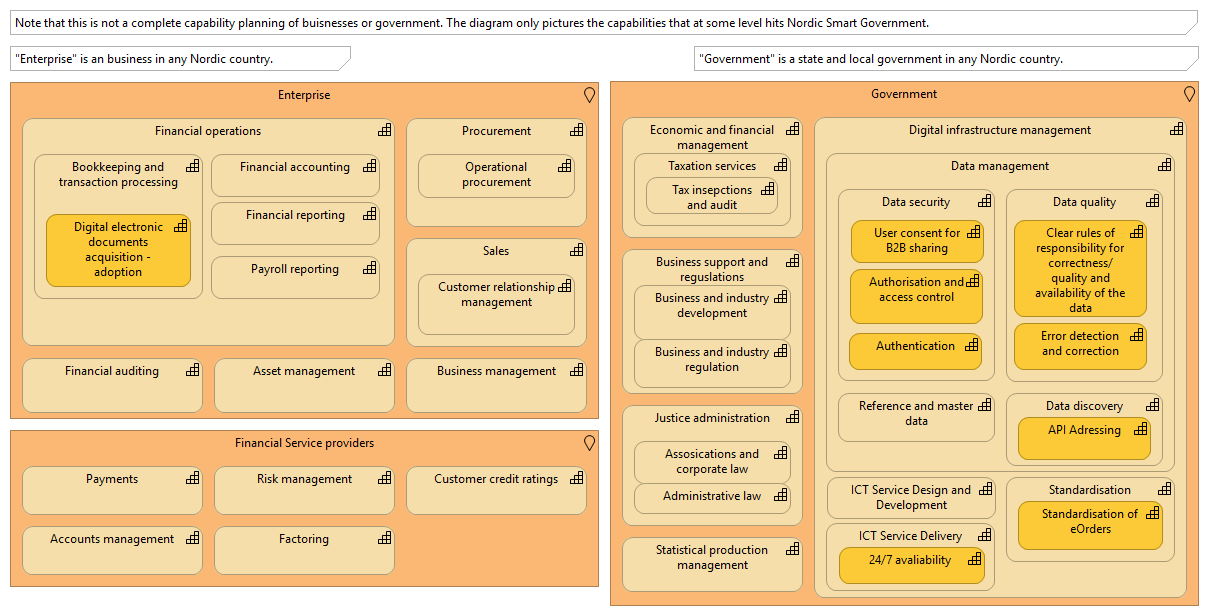 Note that this is not a complete capability planning of buisnesses or government. The diagram only pictures the capabilities that at some level hits Nordic Smart Government.
"Enterprise" is an business in any Nordic country.
"Government" is a state and local government in any Nordic country.
Enterprise
Financial operations
Bookkeeping and
transaction processing
Digital electronic
documents
acquisition -
adoption
Financial accounting
Financial reporting
Payroll reporting
Procurement
Operational
procurement
Sales
Customer relationship
management
Financial auditing
Asset management
Business management
Financial Service providers
Payments
Risk management
Customer credit ratings
Accounts management
Factoring
Government
Economic and financial
management
Taxation services
Tax insepctions
and audit
Business support and
regulstations
Business and industry
development
Business and industry
regulation
Justice administration
Assosications and
corporate law
Administrative law
Statistical production
management
Digital infrastructure management
Data management
Data security
User consent for
B2B sharing
Authorisation and
access control
Authentication
Data quality
Clear rules of
responsibility for
correctness/
quality and
availability of the
data
Error detection
and correction
Reference and master
data
Data discovery
API Adressing
ICT Service Design and
Development
ICT Service Delivery
24/7 avaliability
Standardisation
Standardisation of
eOrders